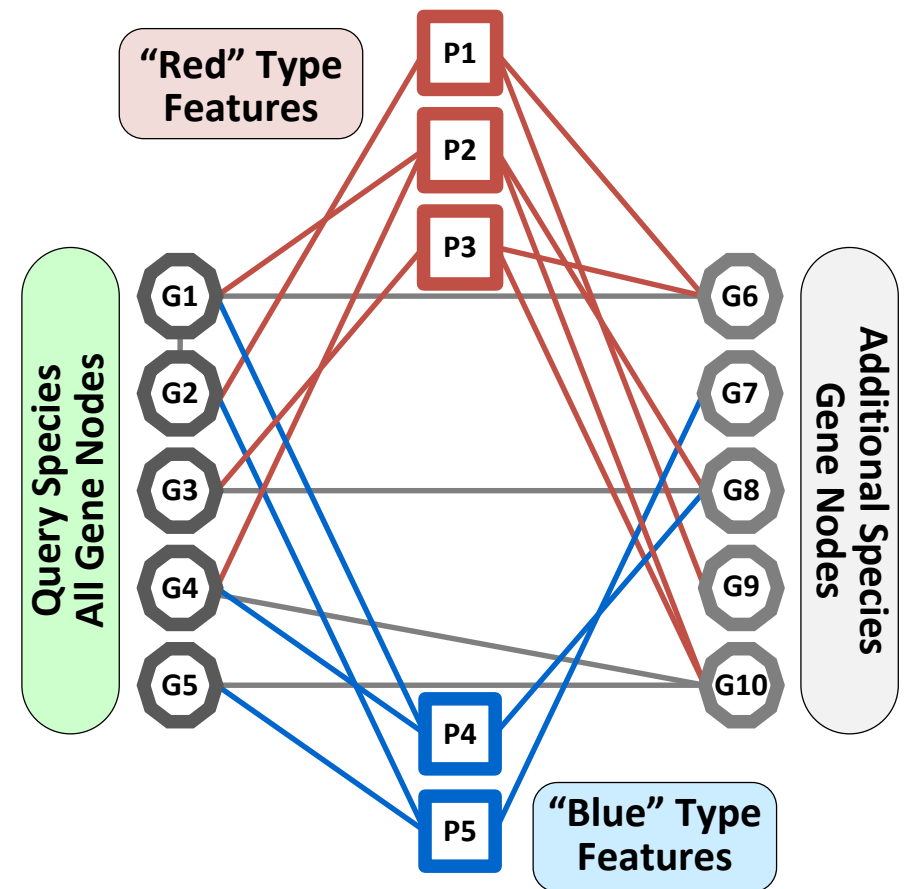 “Red” Type
Features
P1
P2
P3
G1
G2
G3
G4
G5
Query Species
All Gene Nodes
G6
G7
G8
G9
G10
Additional Species
Gene Nodes
P4
P5
“Blue” Type
Features